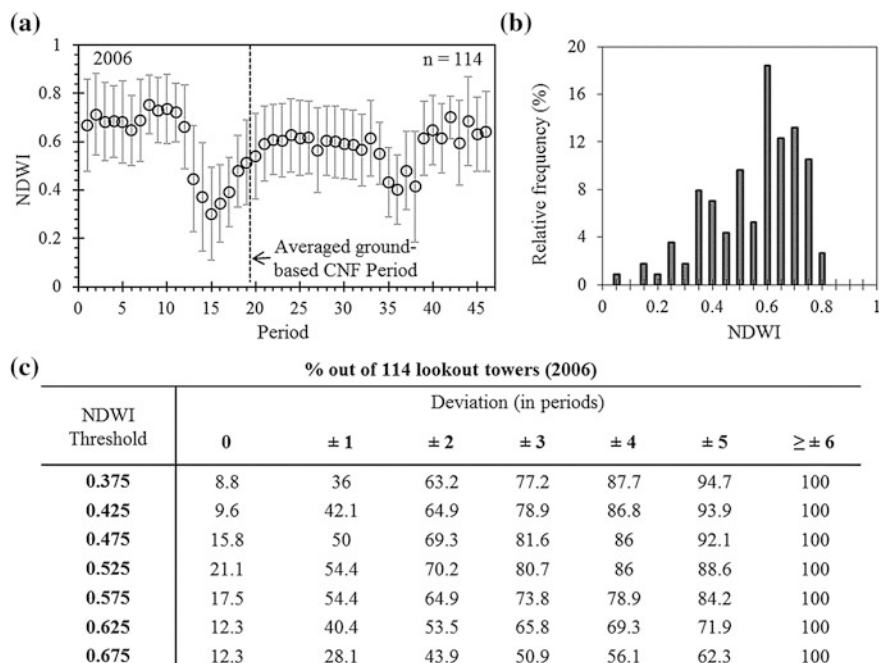 (a)
1
0.8
0.6
0.4
0.2
0
NDWI
2006
n = 114
Averaged ground-
based CNF Period
0 5 10 15 20 25 30 35 40 45
Period
(b)
20
16
12
8
4
0
Relative frequency (%)
0 0.2 0.4 0.6 0.8 1
NDWI
(c)
% out of 114 lookout towers (2006)
NDWI
Threshold
Deviation (in periods)
0 ± 1 ± 2 ± 3 ± 4 ± 5 ≥ ± 6
0.375 8.8 36 63.2 77.2 87.7 94.7 100
0.425 9.6 42.1 64.9 78.9 86.8 93.9 100
0.475 15.8 50 69.3 81.6 86 92.1 100
0.525 21.1 54.4 70.2 80.7 86 88.6 100
0.575 17.5 54.4 64.9 73.8 78.9 84.2 100
0.625 12.3 40.4 53.5 65.8 69.3 71.9 100
0.675 12.3 28.1 43.9 50.9 56.1 62.3 100